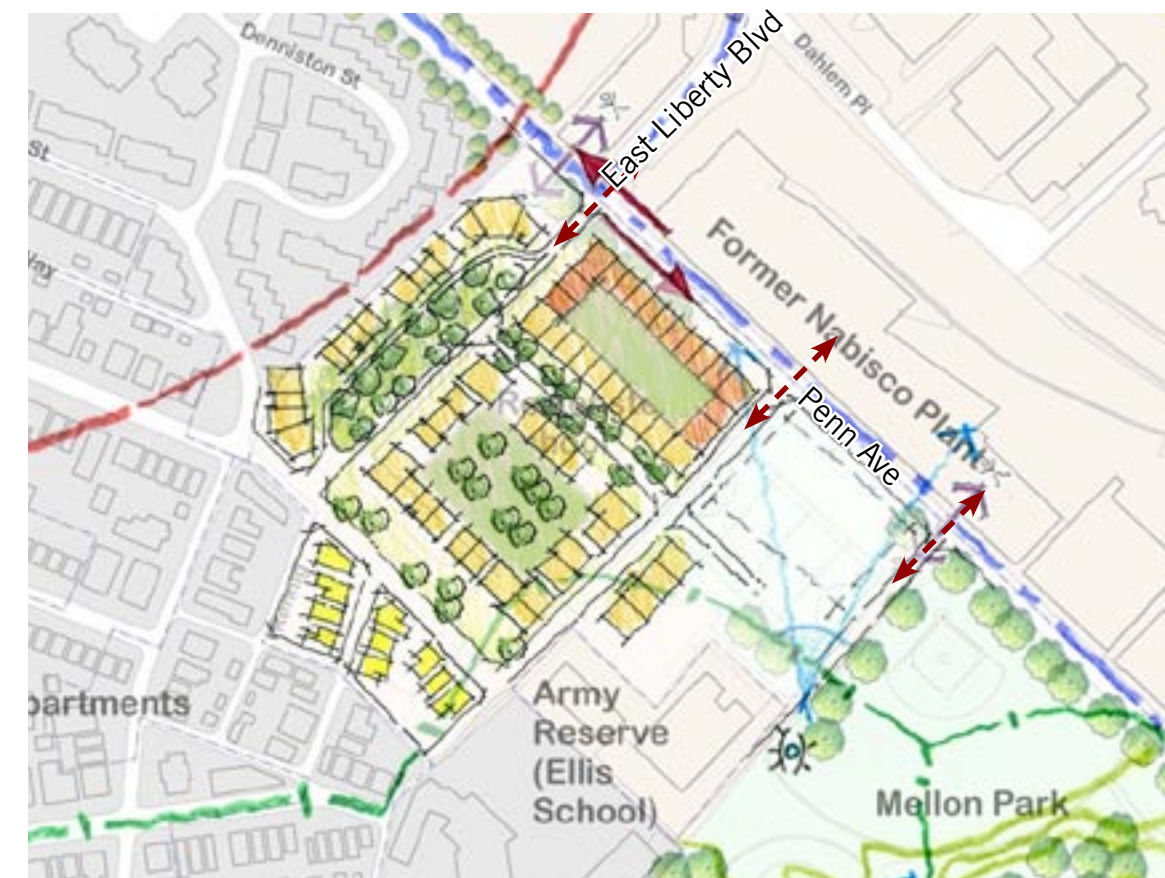 Denniston St
East Liberty Blvd
Dahlem Pl
St
Former Nabisco Plant
Penn Ave
partments
Army
Reserve
(Ellis
School)
Mellon Park